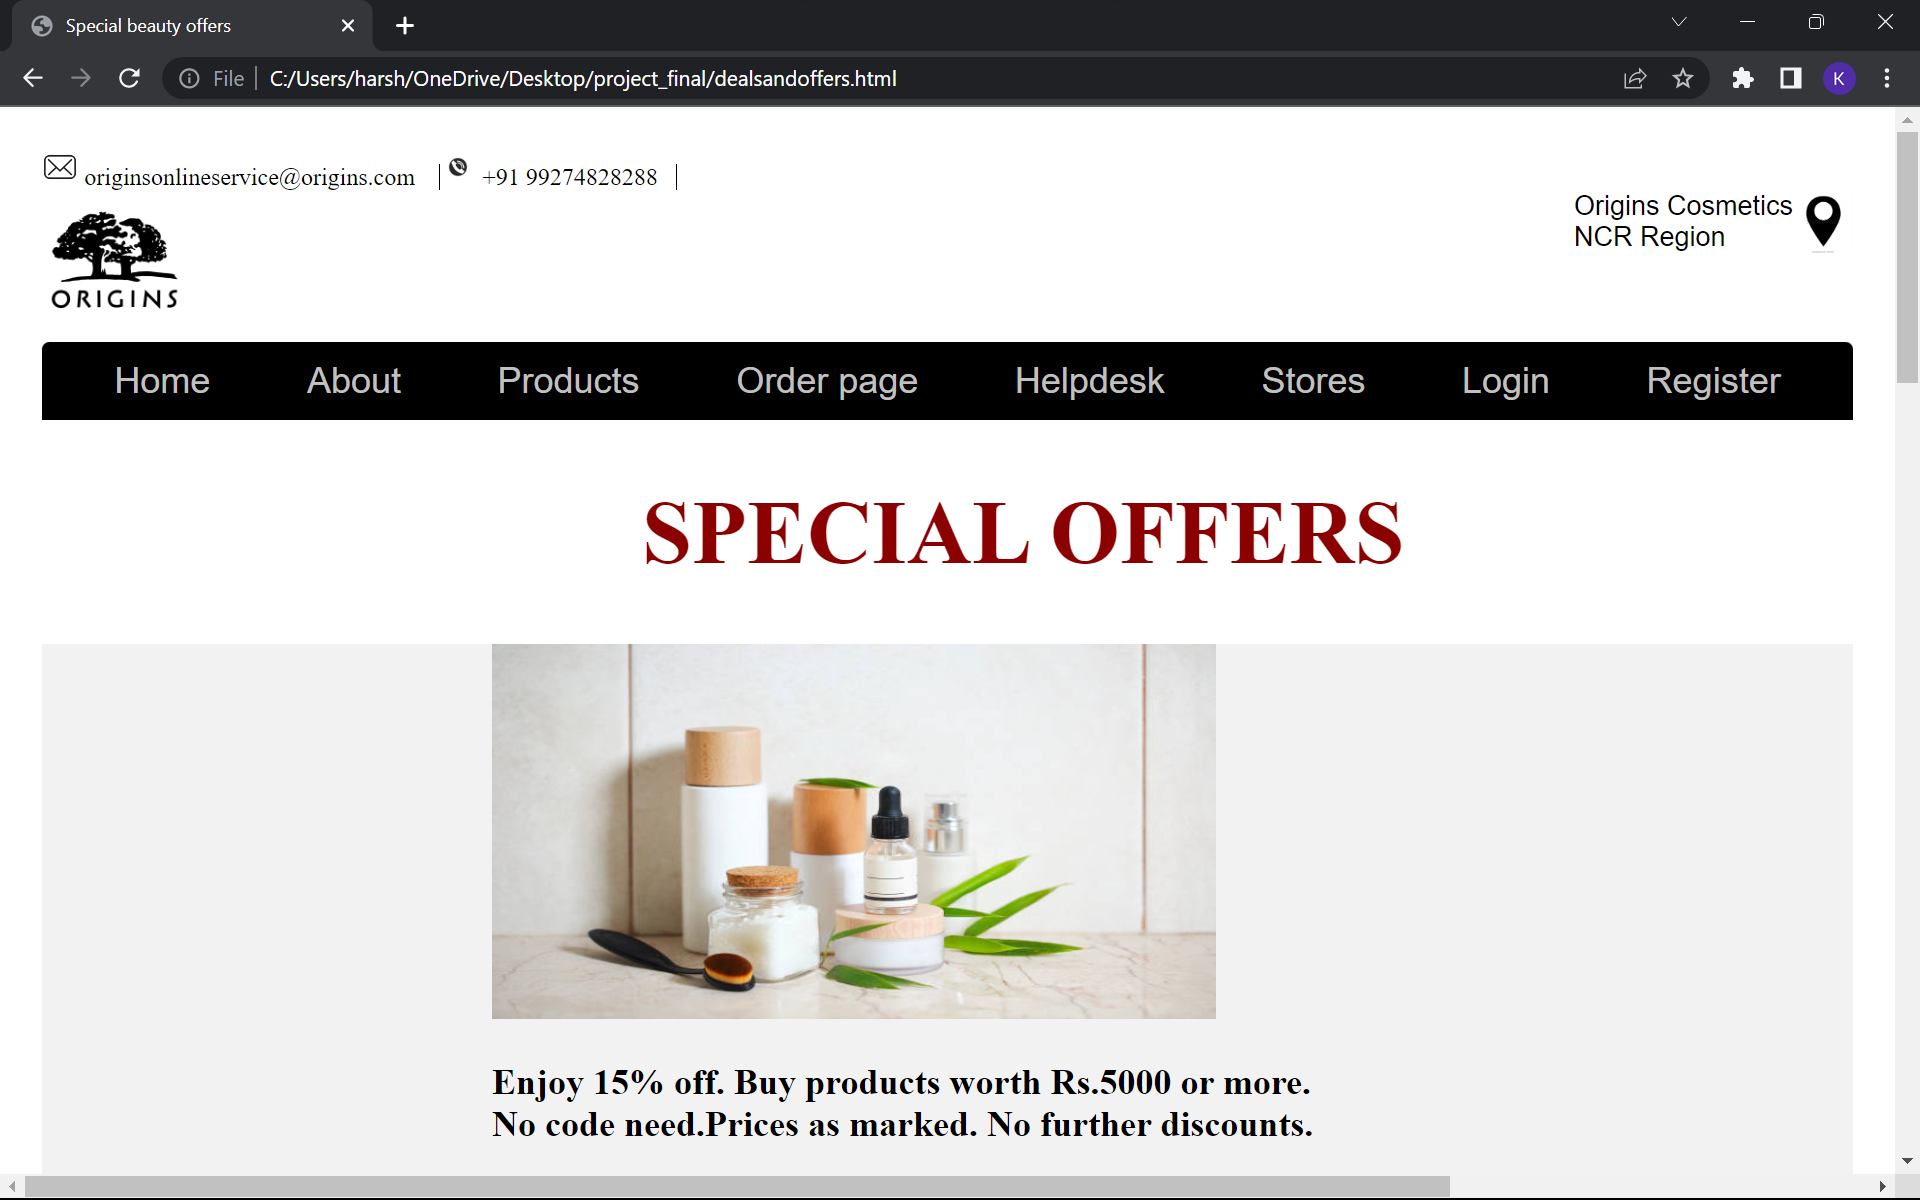 Special beauty offers
File
C:/Users/harsh/OneDrive/Desktop/project_final/dealsandoffers.html
K
originsonlineservice@origins.com | +91 99274828288 |
Origins Cosmetics
NCR Region
ORIGINS
Home About Products Order page Helpdesk Stores Login Register
SPECIAL OFFERS
Enjoy 15% off. Buy products worth Rs.5000 or more.
No code need.Prices as marked. No further discounts.